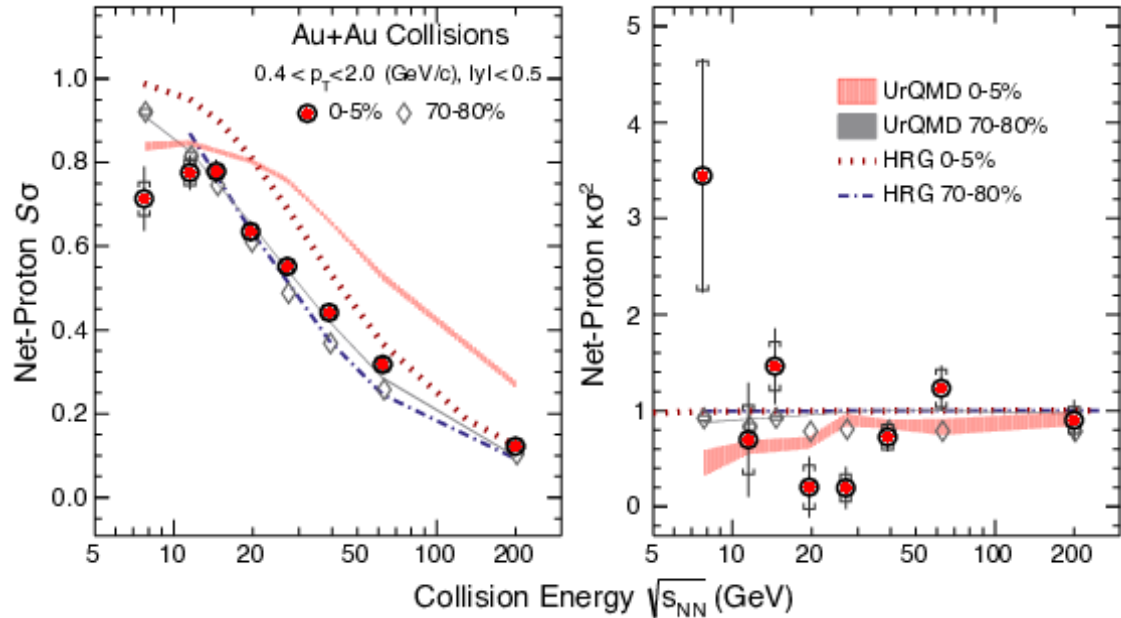 Au+Au Collisions
0.4 < p_T < 2.0 (GeV/c), |y| < 0.5
0-5% 70-80%
Net-Proton Sσ
1.0
0.8
0.6
0.4
0.2
0.0
5 10 20 50 100 200
UrQMD 0-5%
UrQMD 70-80%
HRG 0-5%
HRG 70-80%
Net-Proton κσ²
5
4
3
2
1
0
5 10 20 50 100 200
Collision Energy √s_NN (GeV)